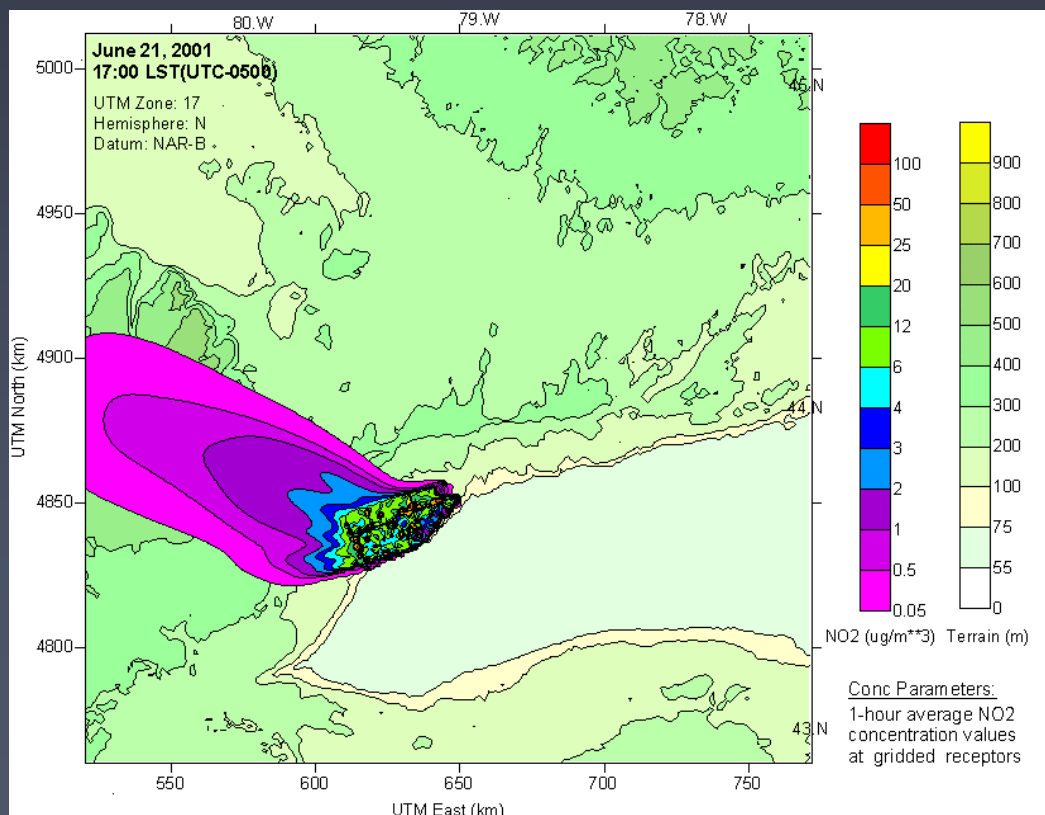 80.W 79.W 78.W
June 21, 2001
17:00 LST(UTC-0500)
UTM Zone: 17
Hemisphere: N
Datum: NAR-B
45.N
44.N
43.N
5000
4950
4900
4850
4800
UTM North (km)
550 600 650 700 750
UTM East (km)
100
50
25
20
12
6
4
3
2
1
0.5
0.05
NO2 (ug/m**3)
900
800
700
600
500
400
300
200
100
75
55
0
Terrain (m)
Conc Parameters:
1-hour average NO2
concentration values
at gridded receptors